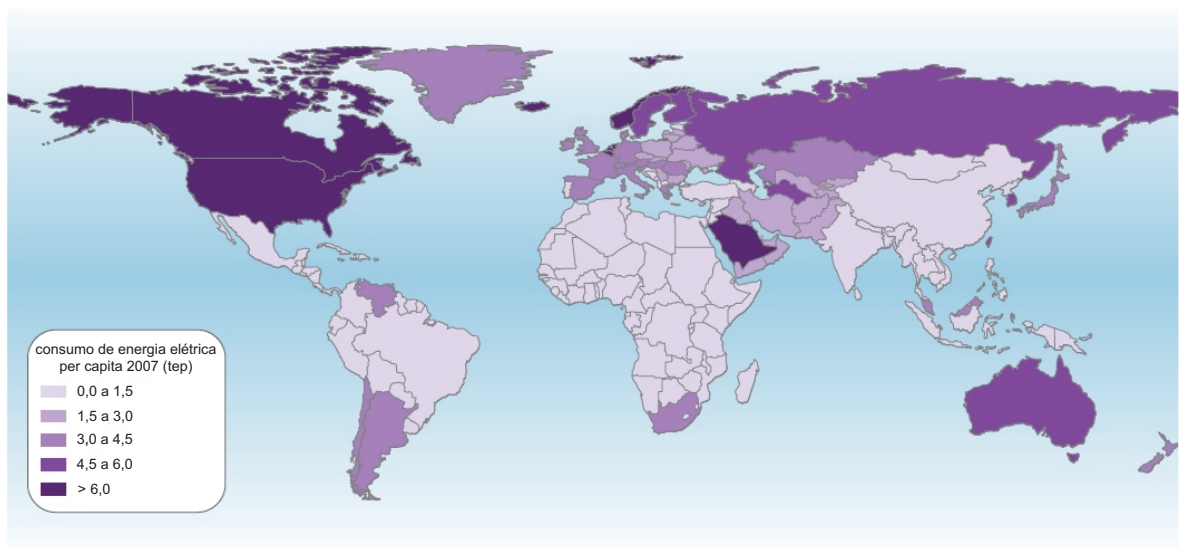 consumo de energia elétrica
per capita 2007 (tep)
0,0 a 1,5
1,5 a 3,0
3,0 a 4,5
4,5 a 6,0
> 6,0